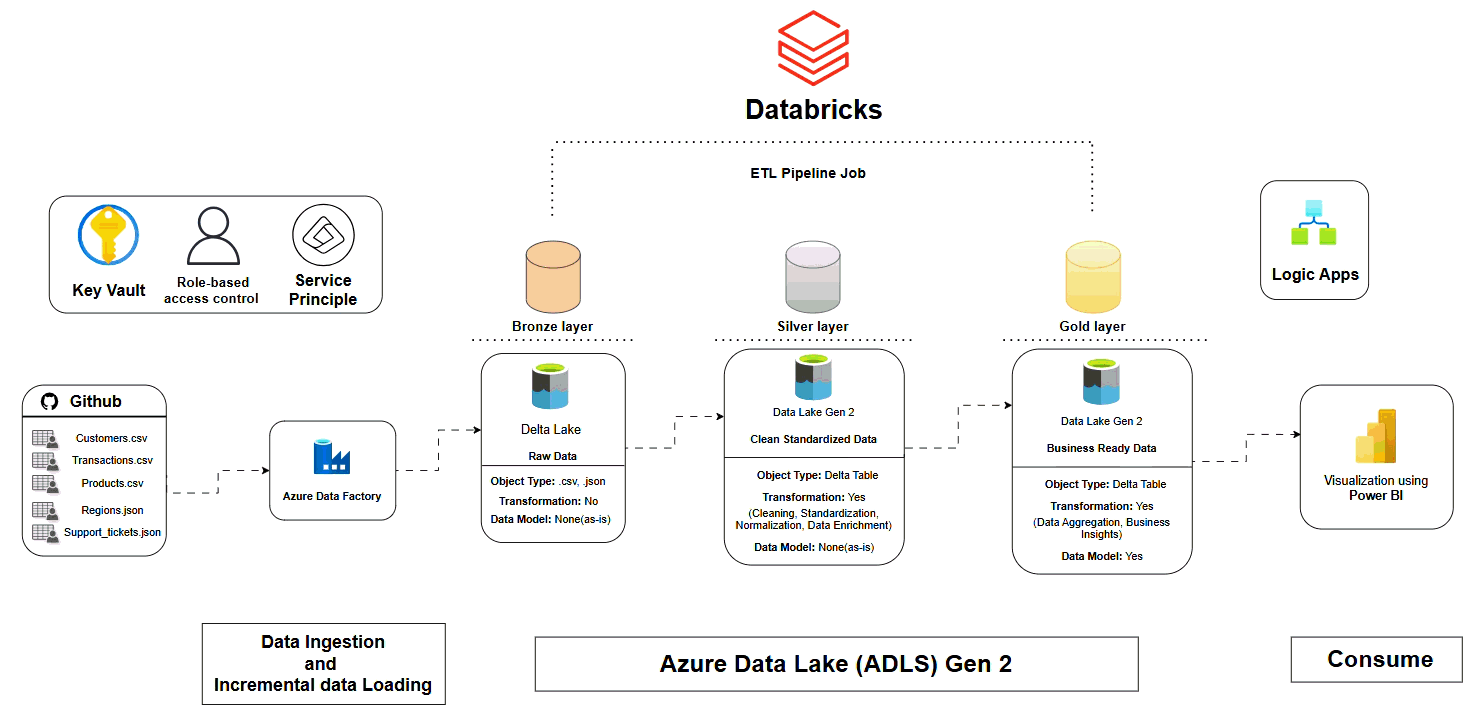 Databricks
ETL Pipeline Job
Key Vault
Role-based
access control
Service
Principle
Bronze layer
Silver layer
Gold layer
Logic Apps
Github
Customers.csv
Transactions.csv
Products.csv
Regions.json
Support_tickets.json
Azure Data Factory
Delta Lake
Raw Data
Object Type: .csv, .json
Transformation: No
Data Model: None(as-is)
Data Lake Gen 2
Clean Standardized Data
Object Type: Delta Table
Transformation: Yes
(Cleaning, Standardization,
Normalization, Data Enrichment)
Data Model: None(as-is)
Data Lake Gen 2
Business Ready Data
Object Type: Delta Table
Transformation: Yes
(Data Aggregation, Business
Insights)
Data Model: Yes
Visualization using
Power BI
Data Ingestion
and
Incremental data Loading
Azure Data Lake (ADLS) Gen 2
Consume